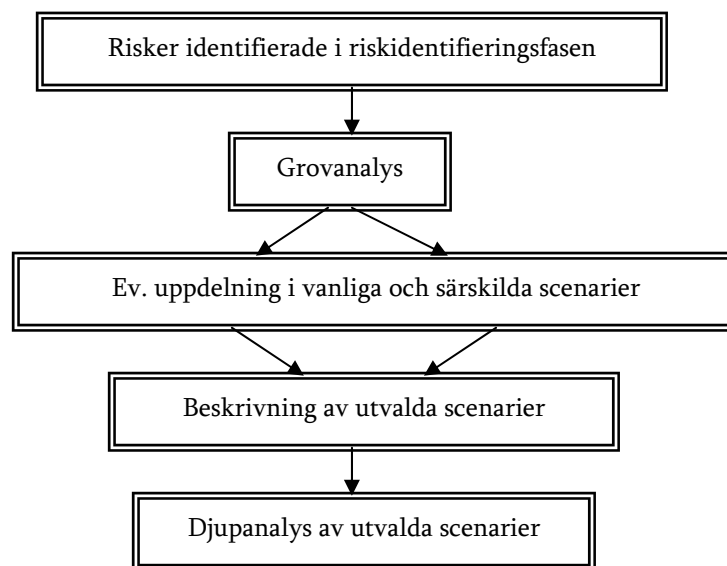 Risker identifierade i riskidentifieringsfasen
Grovanalys
Ev. uppdelning i vanliga och särskilda scenarier
Beskrivning av utvalda scenarier
Djupanalys av utvalda scenarier